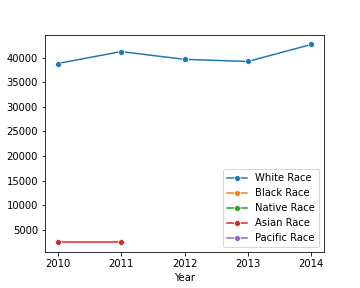 40000
35000
30000
25000
20000
15000
10000
5000
White Race
Black Race
Native Race
Asian Race
Pacific Race
2010 2011 2012 2013 2014
Year